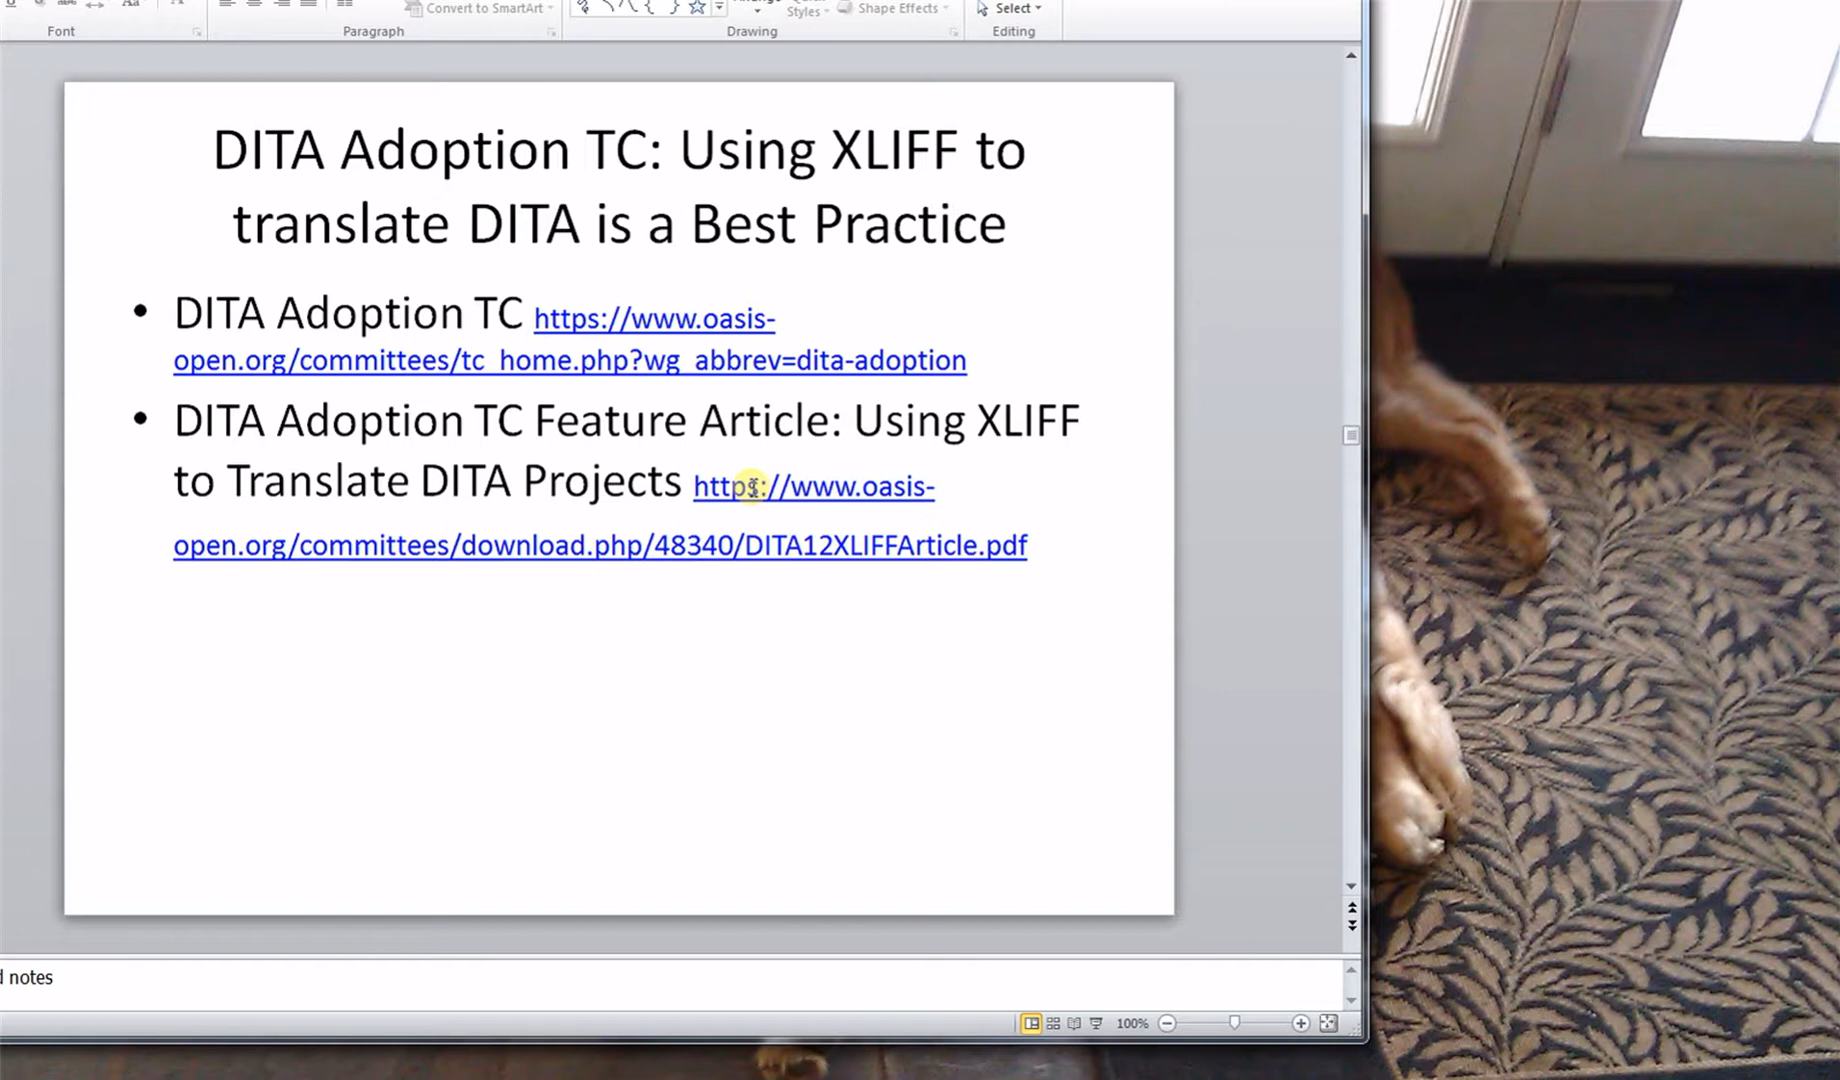 Convert to SmartArt
Styles
Shape Effects
Select
Font
Paragraph
Drawing
Editing
DITA Adoption TC: Using XLIFF to
translate DITA is a Best Practice
• DITA Adoption TC https://www.oasis-
open.org/committees/tc_home.php?wg_abbrev=dita-adoption
• DITA Adoption TC Feature Article: Using XLIFF
to Translate DITA Projects https://www.oasis-
open.org/committees/download.php/48340/DITA12XLIFFArticle.pdf
d notes
100%